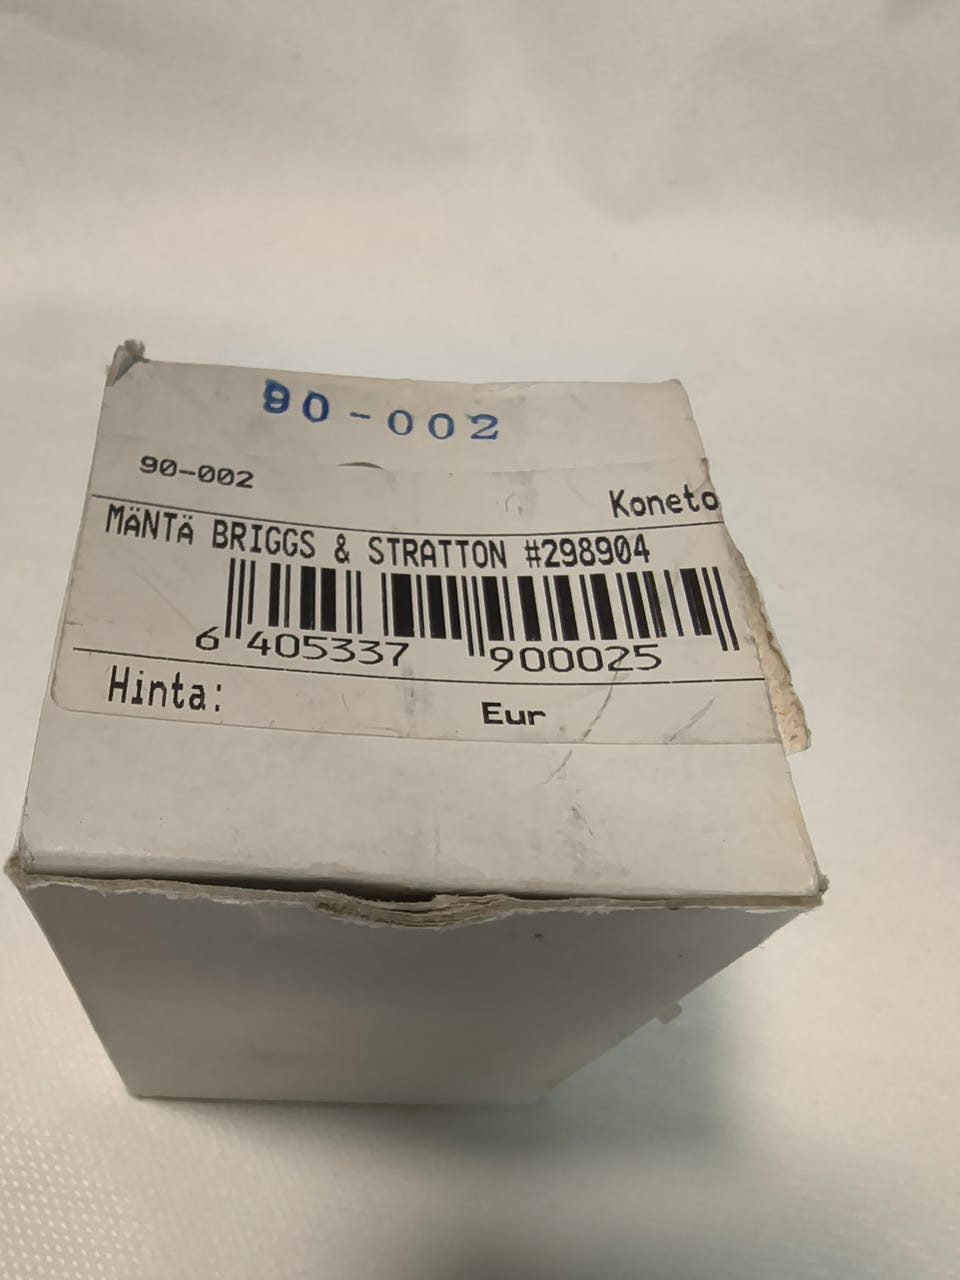 90-002
90-002
Koneto
MÄNTÄ BRIGGS & STRATTON #298904
6 405337 900025
Hinta: Eur